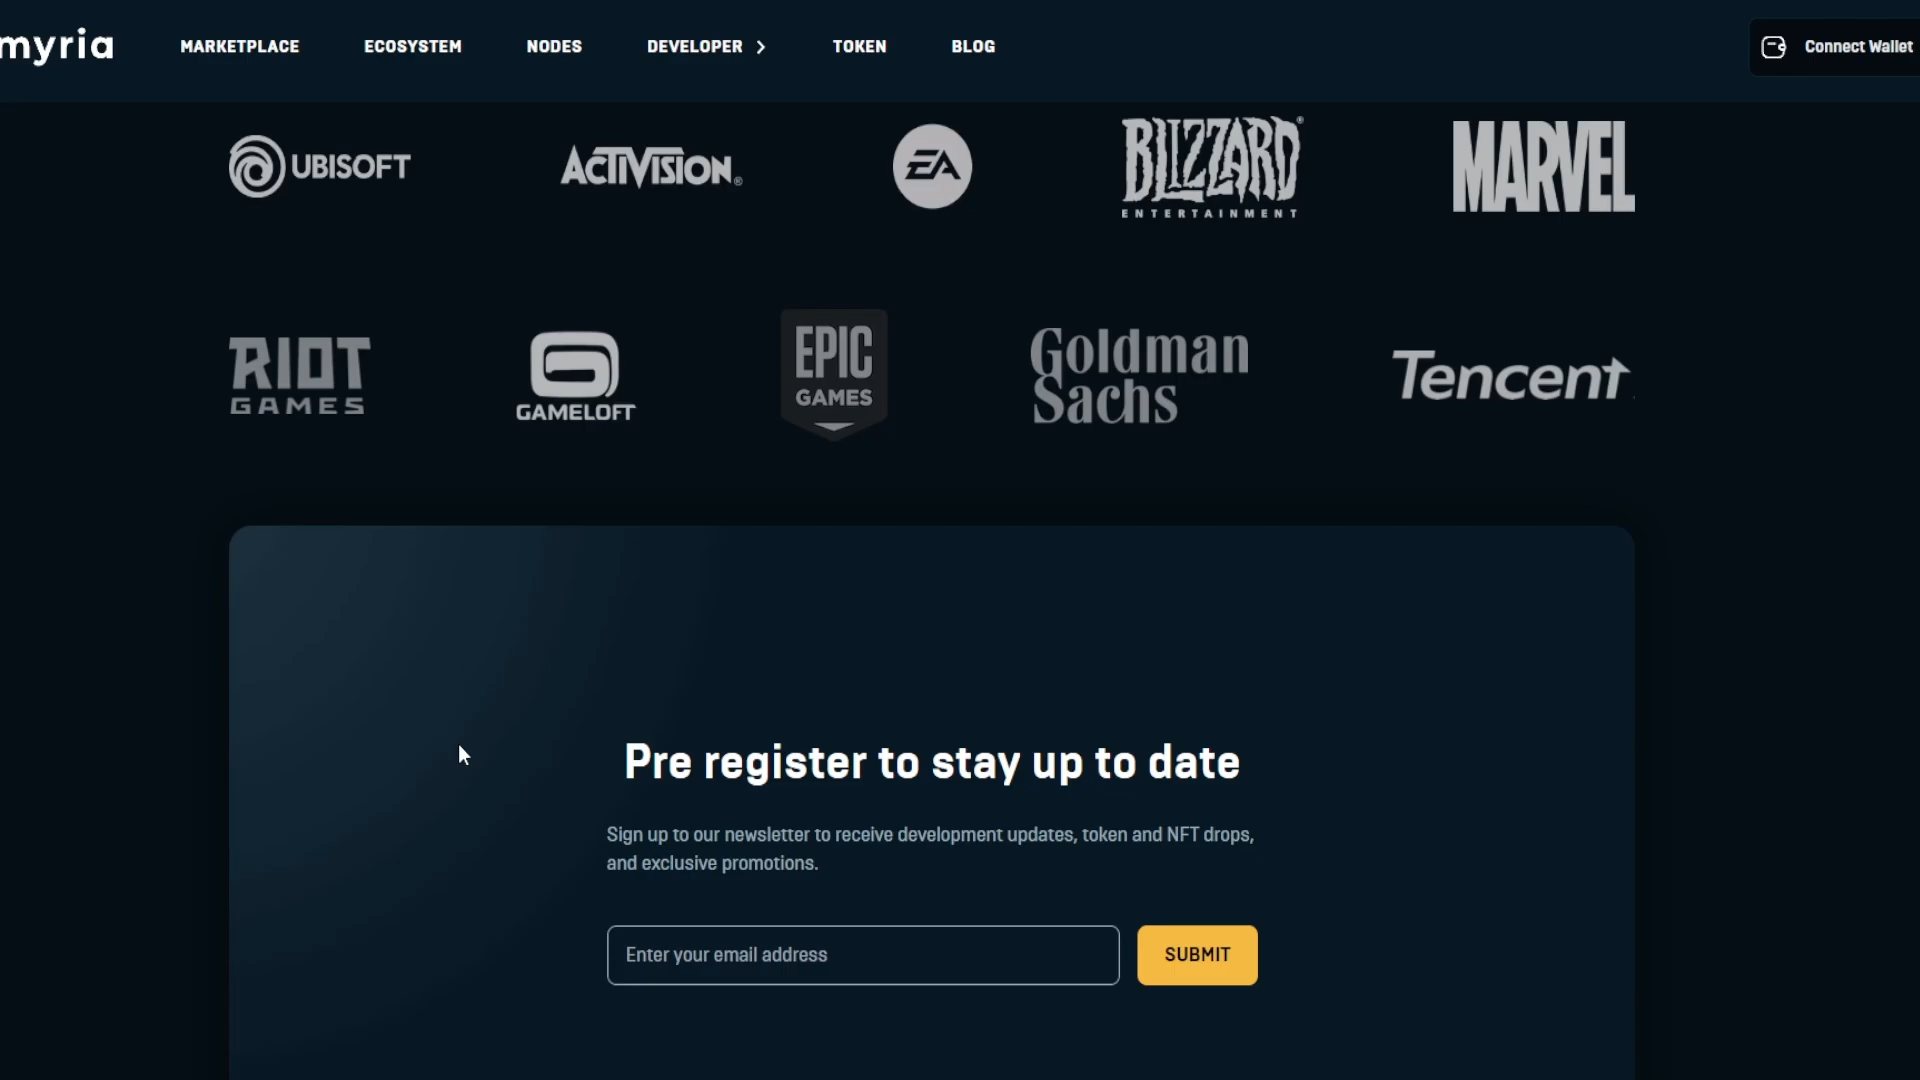 myria
MARKETPLACE ECOSYSTEM NODES DEVELOPER TOKEN BLOG Connect Wallet
UBISOFT ACTIVISION® EA BLIZZARD® ENTERTAINMENT MARVEL
RIOT GAMES GAMELOFT EPIC GAMES Goldman Sachs Tencent
Pre register to stay up to date
Sign up to our newsletter to receive development updates, token and NFT drops,
and exclusive promotions.
Enter your email address SUBMIT